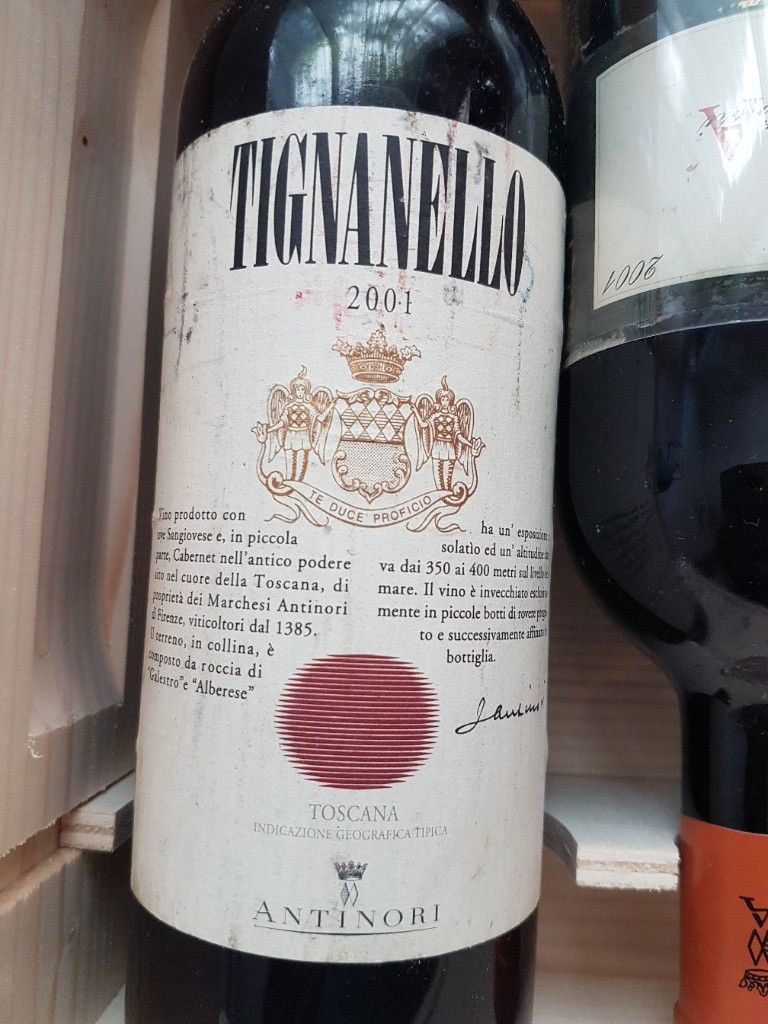 TIGNANELLO
2001
TE DUCE PROFICIO
Vino prodotto con
uve Sangiovese e, in piccola
parte, Cabernet nell'antico podere
sito nel cuore della Toscana, di
proprietà dei Marchesi Antinori
di Firenze, viticoltori dal 1385.
Il terreno, in collina, è
composto da roccia di
"Galestro" e "Alberese"
ha un' esposizione
solatìo ed un' altitudine
va dai 350 ai 400 metri sul livello
mare. Il vino è invecchiato
mente in piccole botti di rovere
to e successivamente affinato in
bottiglia.
TOSCANA
INDICAZIONE GEOGRAFICA TIPICA
ANTINORI
2001